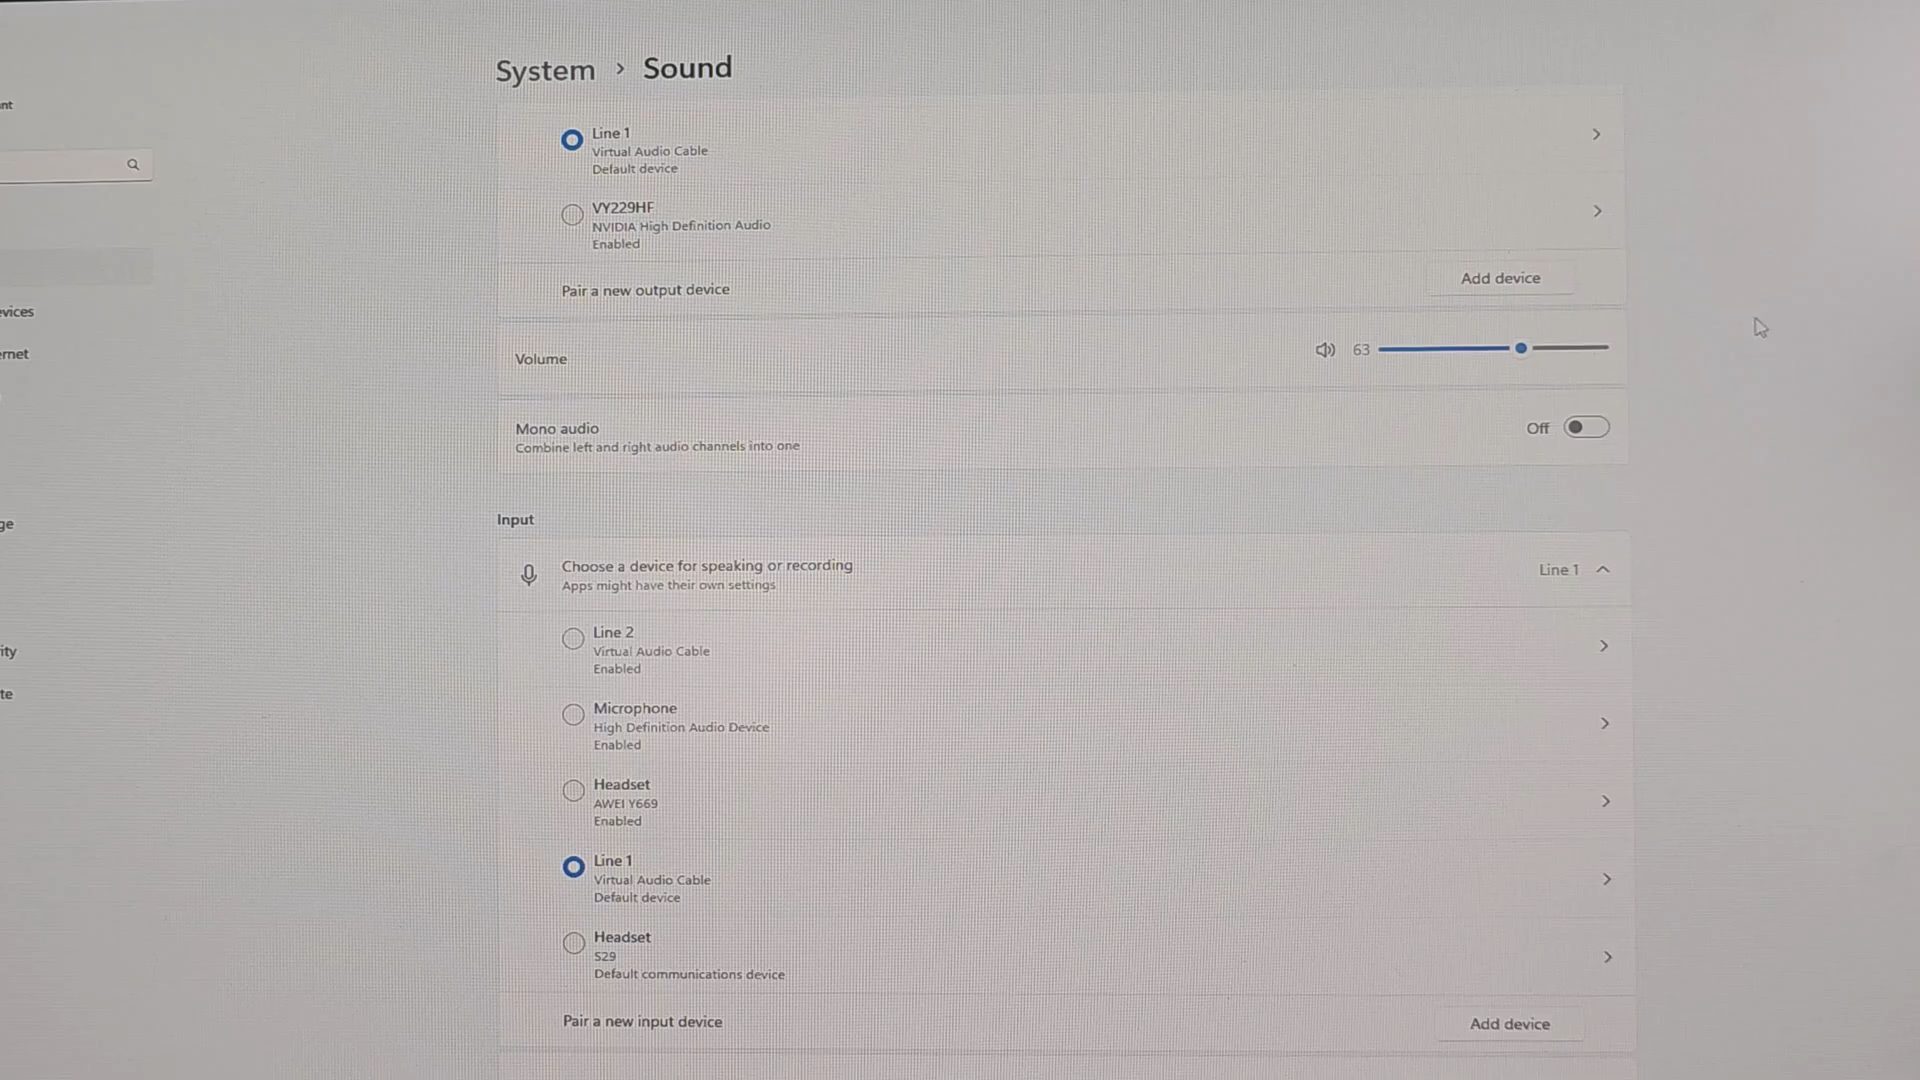 System > Sound
nt
Line 1
Virtual Audio Cable
Default device
VY229HF
NVIDIA High Definition Audio
Enabled
Pair a new output device
Add device
vices
rnet
Volume
63
Mono audio
Combine left and right audio channels into one
Off
Input
ge
Choose a device for speaking or recording
Apps might have their own settings
Line 1
Line 2
Virtual Audio Cable
Enabled
ity
te
Microphone
High Definition Audio Device
Enabled
Headset
AWEI Y669
Enabled
Line 1
Virtual Audio Cable
Default device
Headset
S29
Default communications device
Pair a new input device
Add device